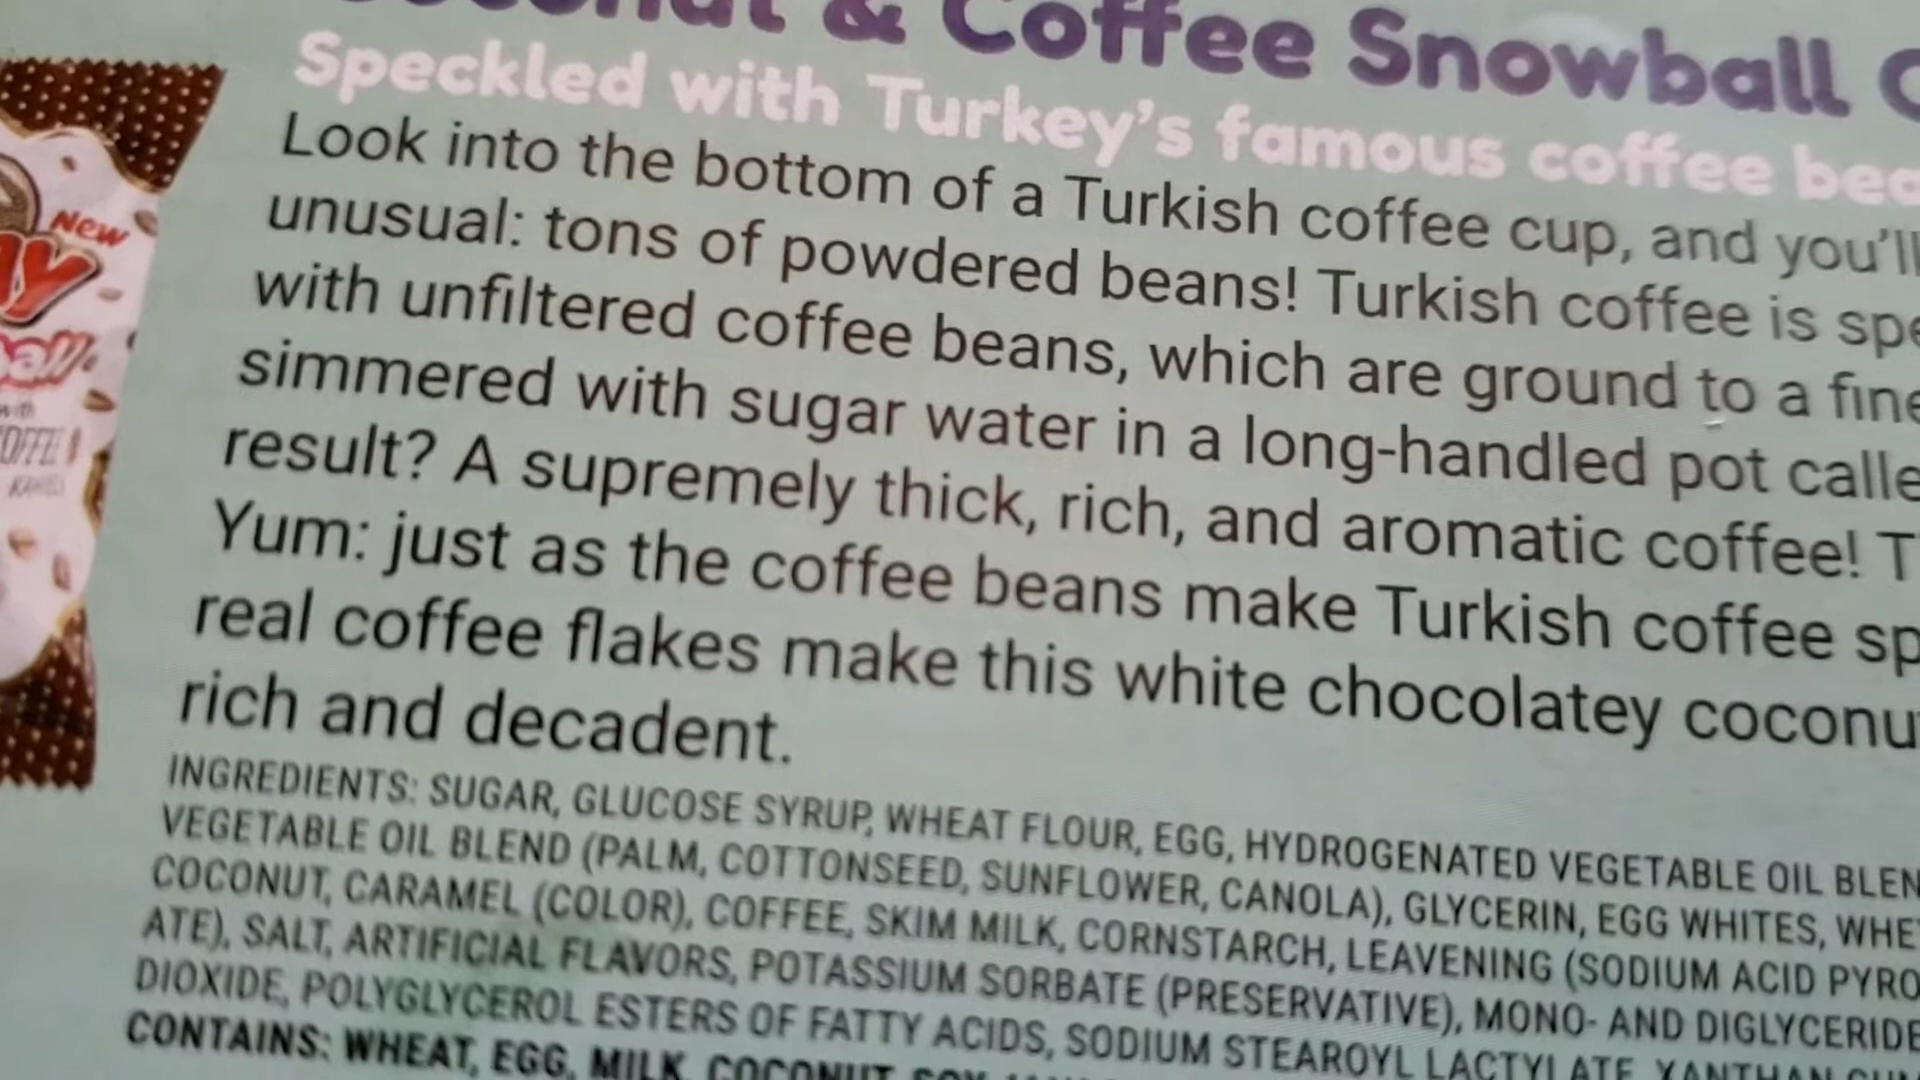 & Coffee Snowball
Speckled with Turkey's famous coffee
Look into the bottom of a Turkish coffee cup, and you'll
unusual: tons of powdered beans! Turkish coffee is
with unfiltered coffee beans, which are ground to a fine
simmered with sugar water in a long-handled pot
result? A supremely thick, rich, and aromatic coffee!
Yum: just as the coffee beans make Turkish coffee
real coffee flakes make this white chocolatey
rich and decadent.
INGREDIENTS: SUGAR, GLUCOSE SYRUP, WHEAT FLOUR, EGG, HYDROGENATED VEGETABLE OIL
VEGETABLE OIL BLEND (PALM, COTTONSEED, SUNFLOWER, CANOLA), GLYCERIN, EGG WHITES,
COCONUT, CARAMEL (COLOR), COFFEE, SKIM MILK, CORNSTARCH, LEAVENING (SODIUM ACID
ATE), SALT, ARTIFICIAL FLAVORS, POTASSIUM SORBATE (PRESERVATIVE), MONO- AND
DIOXIDE, POLYGLYCEROL ESTERS OF FATTY ACIDS, SODIUM STEAROYL LACTYLATE,
CONTAINS: WHEAT, EGG, MILK, COCONUT,
New
with